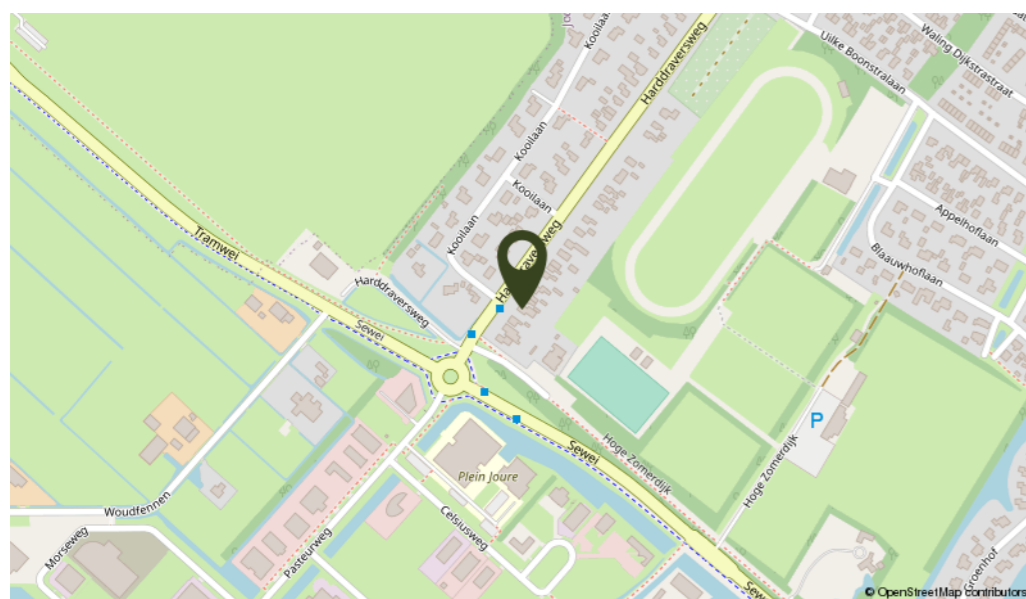 Uilke Boonstralaan
Waling Dijkstrastraat
Kooilaan
Harddraversweg
Kooilaan
Kooilaan
Appelhoflaan
Kooilaan
Blaauwhoflaan
Tramwei
Harddraversweg
Sewei
P
Sewei
Hoge Zomerdijk
Hoge Zomerdijk
Plein Joure
Woudfennen
Celsiusweg
Morseweg
Pasteurweg
Groenhof
© OpenStreetMap contributors